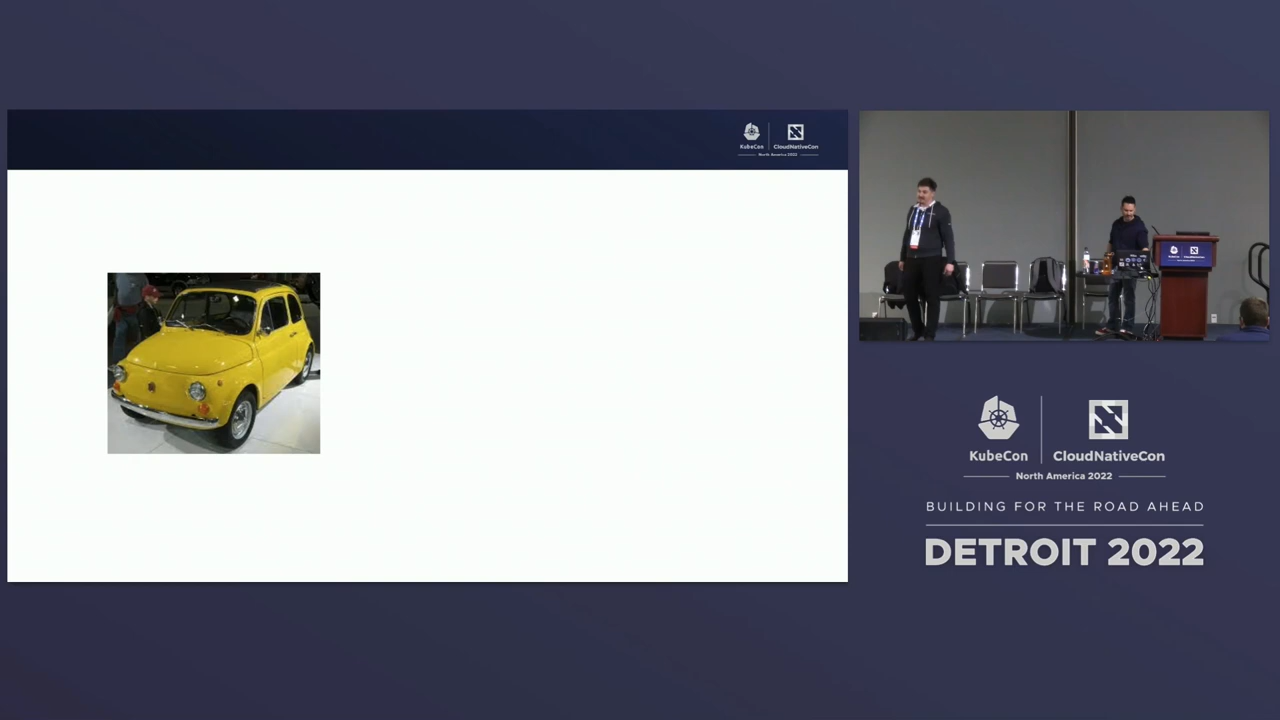 KubeCon
CloudNativeCon
North America 2022
KubeCon
CloudNativeCon
North America 2022
BUILDING FOR THE ROAD AHEAD
DETROIT 2022